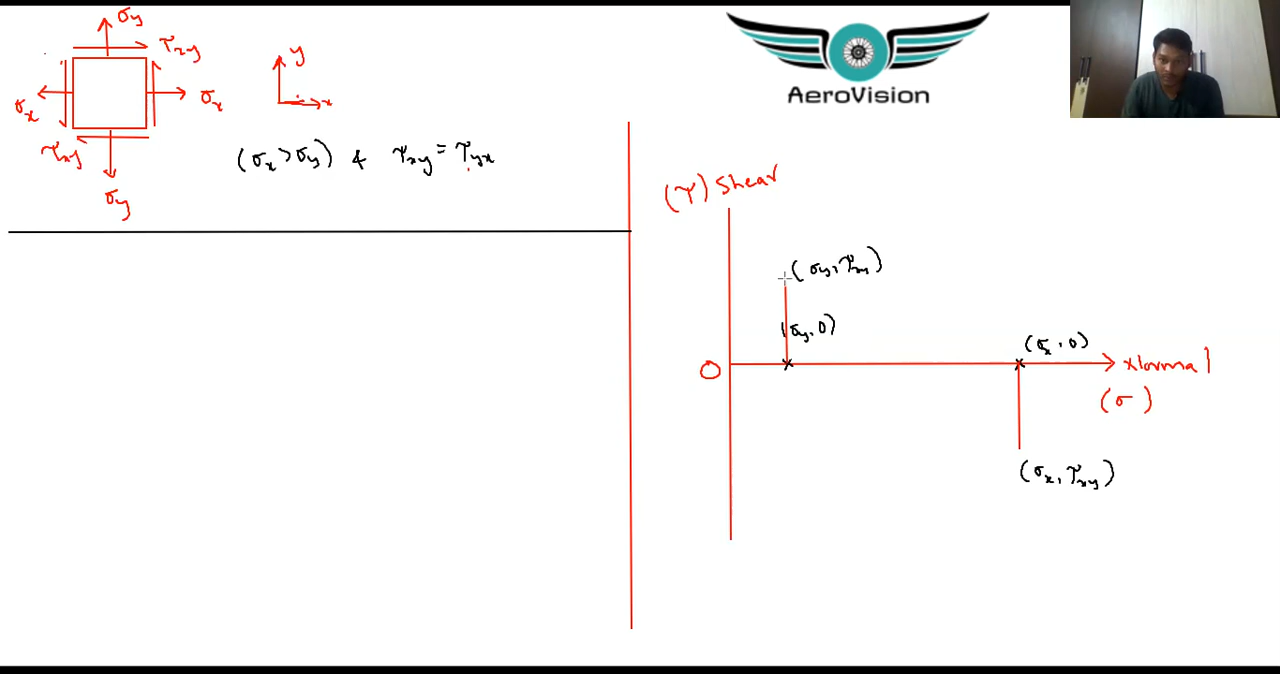 σy
τxy
σx
σx
τxy
σy
y
x
(σx > σy) & τxy = τyx
AeroVision
(τ) Shear
(σy, τxy)
(σy, 0)
(σx, 0)
O
Normal
(σ)
(σx, τxy)